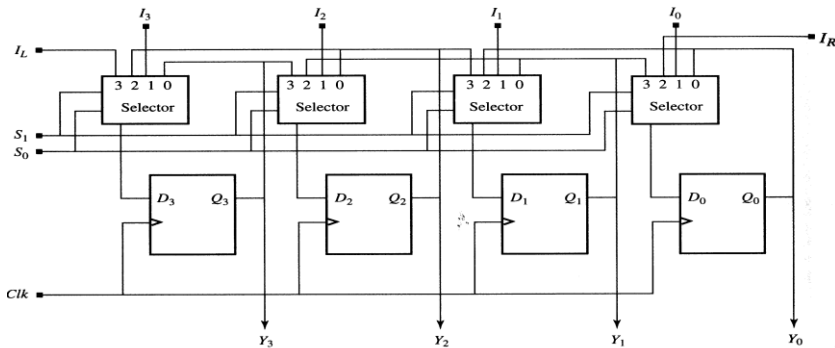 I3 I2 I1 I0
IL IR
3 2 1 0 3 2 1 0 3 2 1 0 3 2 1 0
Selector Selector Selector Selector
S1
S0
D3 Q3 D2 Q2 D1 Q1 D0 Q0
Clk
Y3 Y2 Y1 Y0